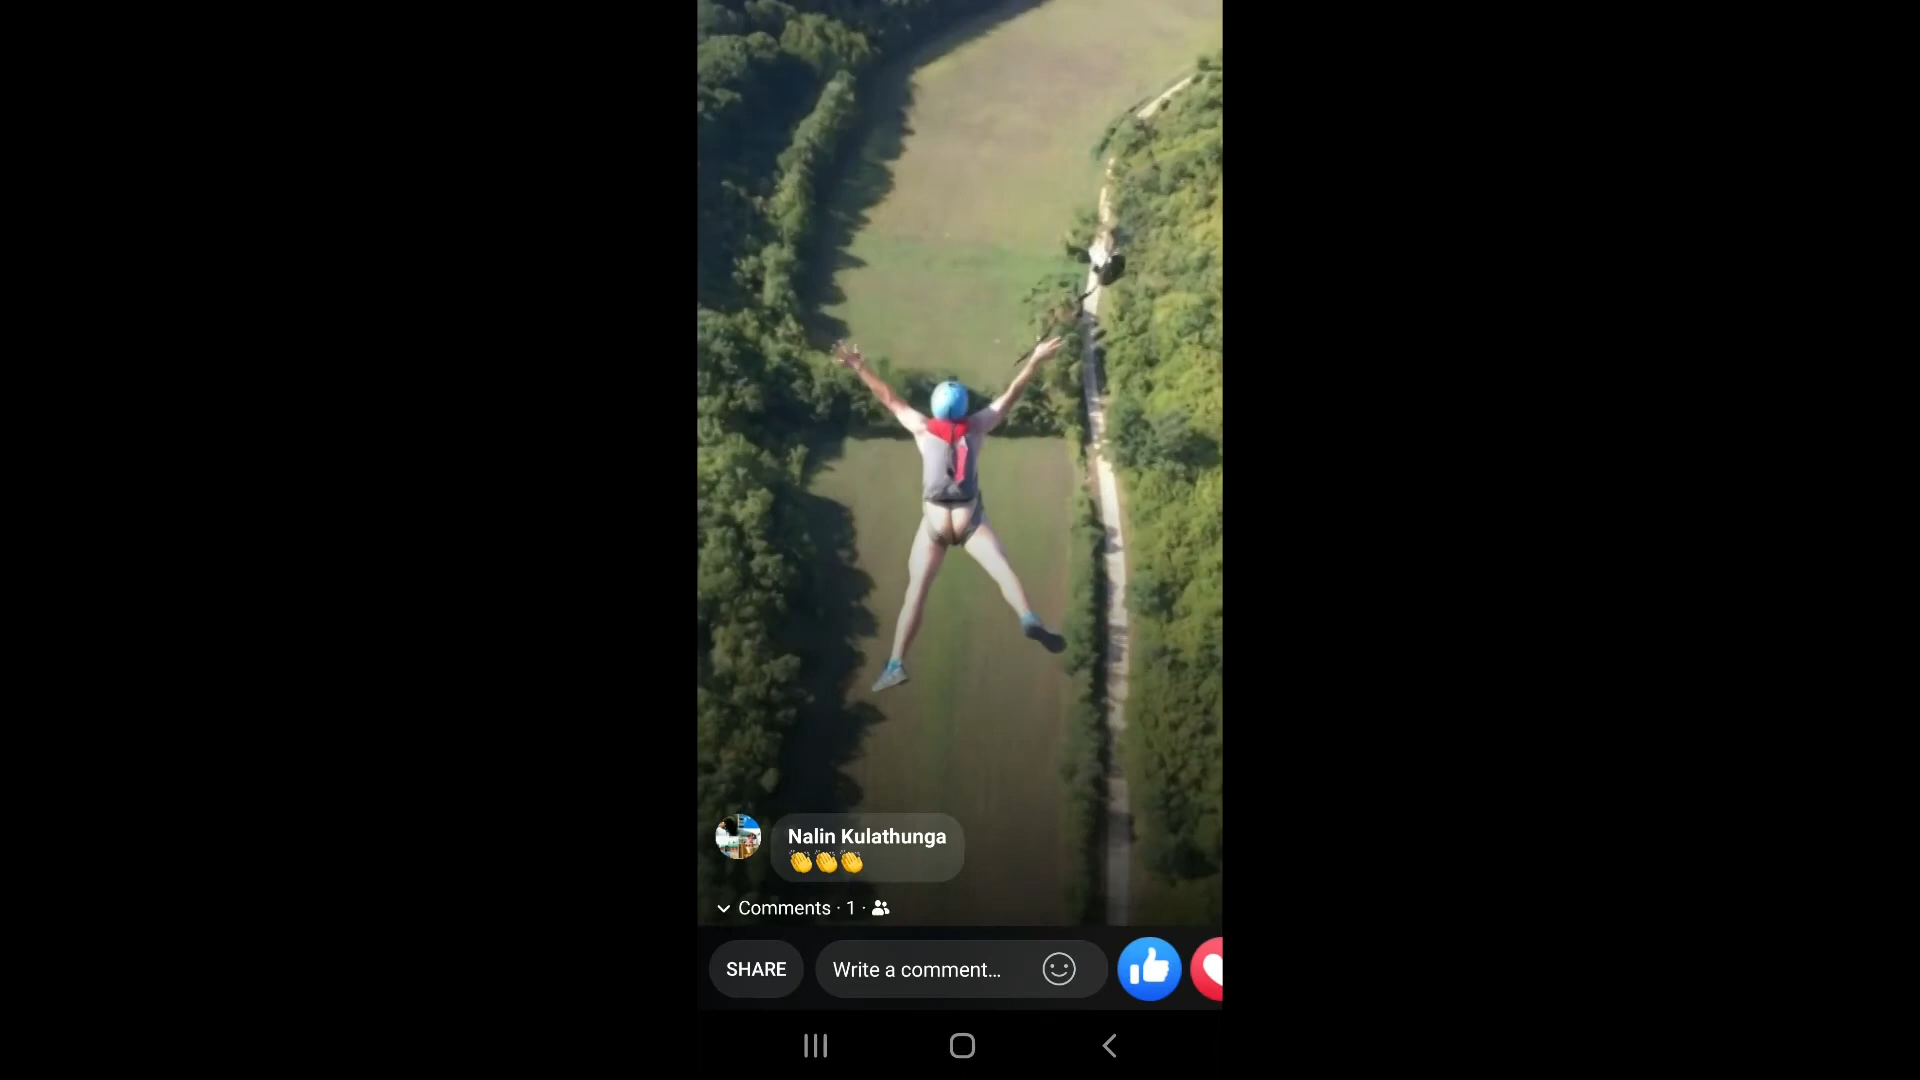 Nalin Kulathunga
👏👏👏
Comments · 1 ·
SHARE
Write a comment...